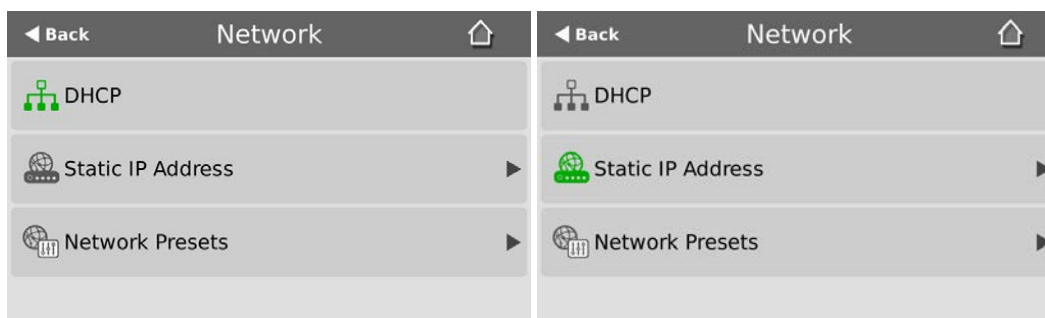 Back Network
DHCP
Static IP Address
Network Presets
Back Network
DHCP
Static IP Address
Network Presets